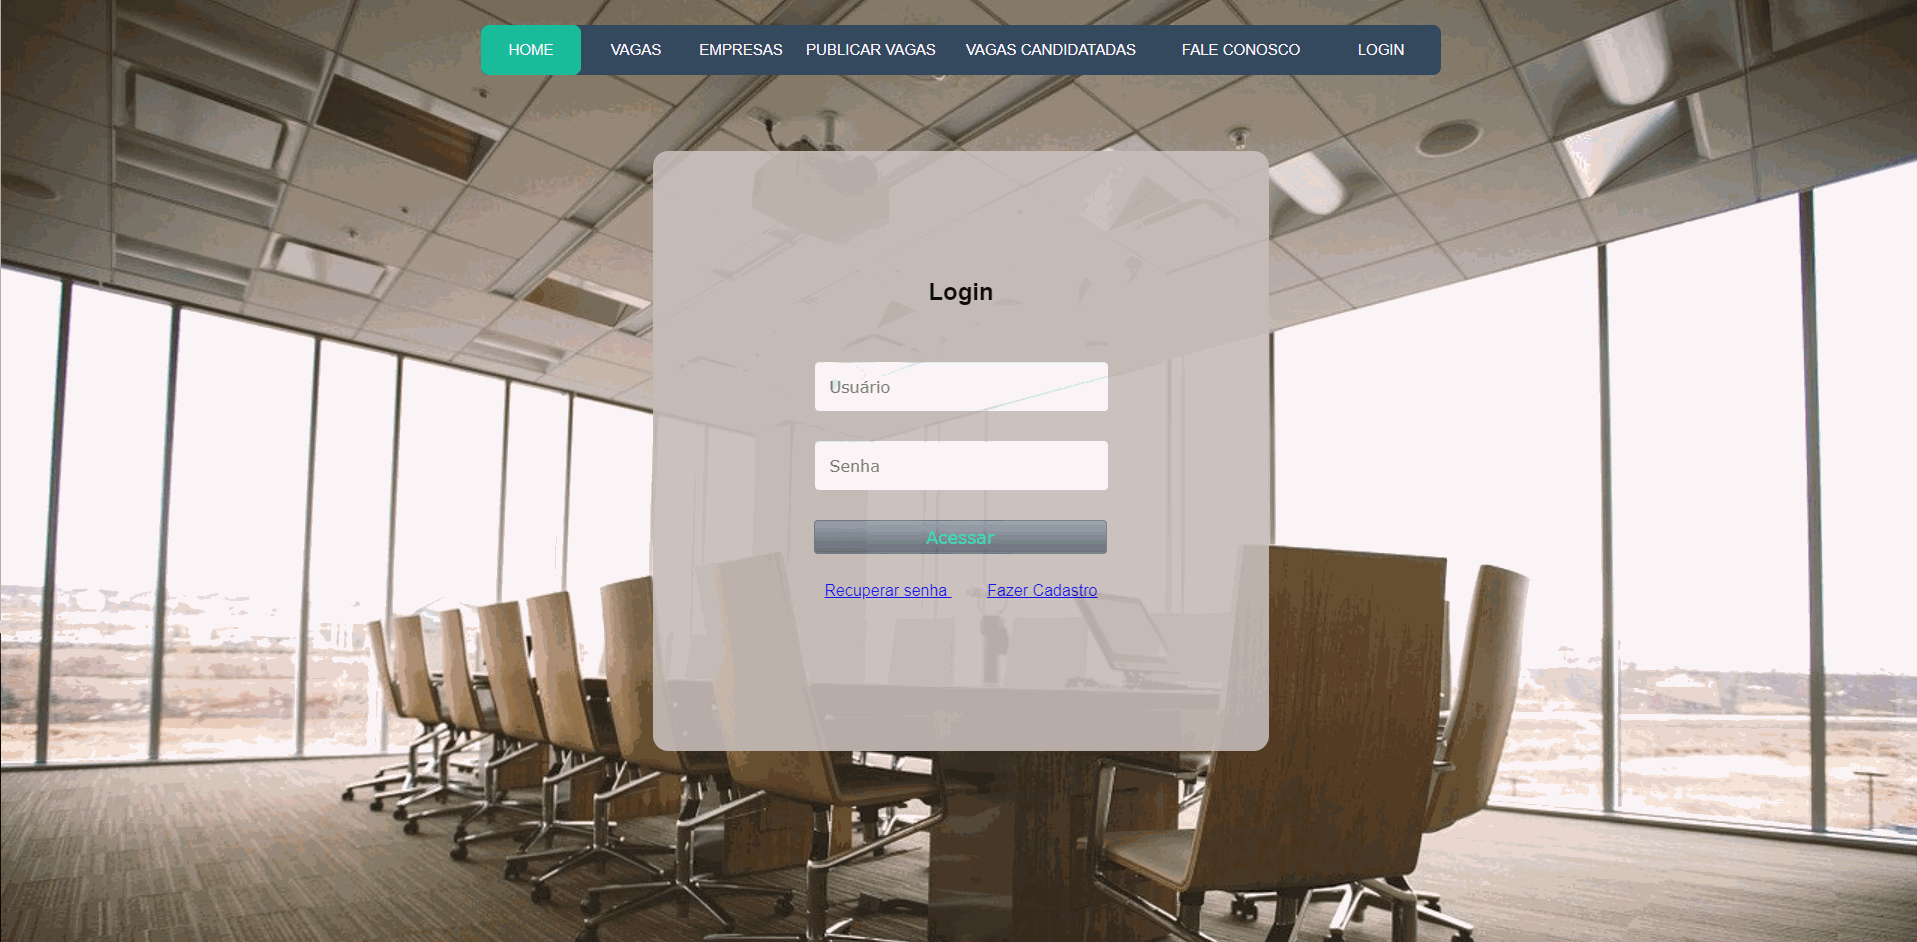 HOME VAGAS EMPRESAS PUBLICAR VAGAS VAGAS CANDIDATADAS FALE CONOSCO LOGIN
Login
Usuário
Senha
Acessar
Recuperar senha Fazer Cadastro